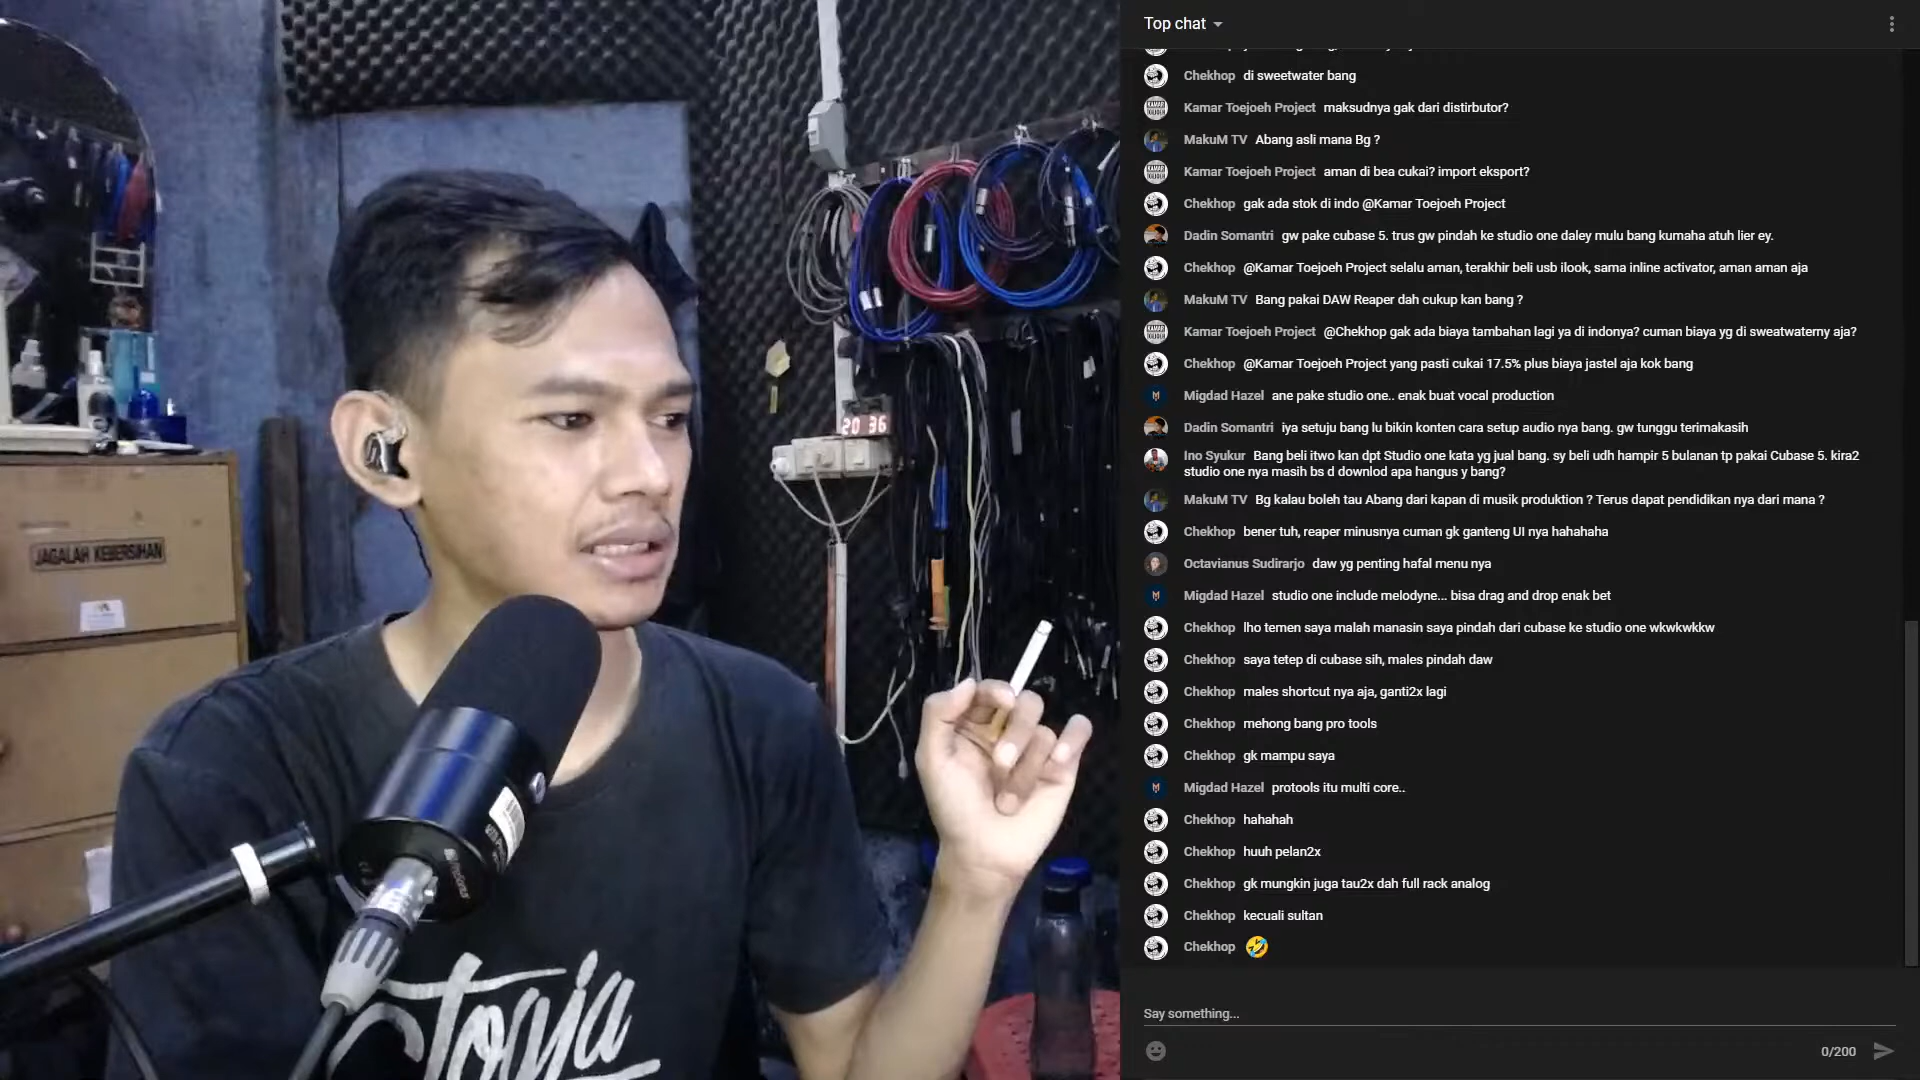 Top chat
Chekhop di sweetwater bang
Kamar Toejoeh Project maksudnya gak dari distirbutor?
MakuM TV Abang asli mana Bg ?
Kamar Toejoeh Project aman di bea cukai? import eksport?
Chekhop gak ada stok di indo @Kamar Toejoeh Project
Dadin Somantri gw pake cubase 5. trus gw pindah ke studio one daley mulu bang kumaha atuh lier ey.
Chekhop @Kamar Toejoeh Project selalu aman, terakhir beli usb ilook, sama inline activator, aman aman aja
MakuM TV Bang pakai DAW Reaper dah cukup kan bang ?
Kamar Toejoeh Project @Chekhop gak ada biaya tambahan lagi ya di indonya? cuman biaya yg di sweatwaterny aja?
Chekhop @Kamar Toejoeh Project yang pasti cukai 17.5% plus biaya jastel aja kok bang
Migdad Hazel ane pake studio one.. enak buat vocal production
Dadin Somantri iya setuju bang lu bikin konten cara setup audio nya bang. gw tunggu terimakasih
Ino Syukur Bang beli itwo kan dpt Studio one kata yg jual bang. sy beli udh hampir 5 bulanan tp pakai Cubase 5. kira2
studio one nya masih bs d downlod apa hangus y bang?
MakuM TV Bg kalau boleh tau Abang dari kapan di musik produktion ? Terus dapat pendidikan nya dari mana ?
Chekhop bener tuh, reaper minusnya cuman gk ganteng UI nya hahahaha
Octavianus Sudirarjo daw yg penting hafal menu nya
Migdad Hazel studio one include melodyne... bisa drag and drop enak bet
Chekhop lho temen saya malah manasin saya pindah dari cubase ke studio one wkwkwkkw
Chekhop saya tetep di cubase sih, males pindah daw
Chekhop males shortcut nya aja, ganti2x lagi
Chekhop mehong bang pro tools
Chekhop gk mampu saya
Migdad Hazel protools itu multi core..
Chekhop hahahah
Chekhop huuh pelan2x
Chekhop gk mungkin juga tau2x dah full rack analog
Chekhop kecuali sultan
Chekhop 🤣
Say something...
0/200
20 36
JAGALAH KEBERSIHAN